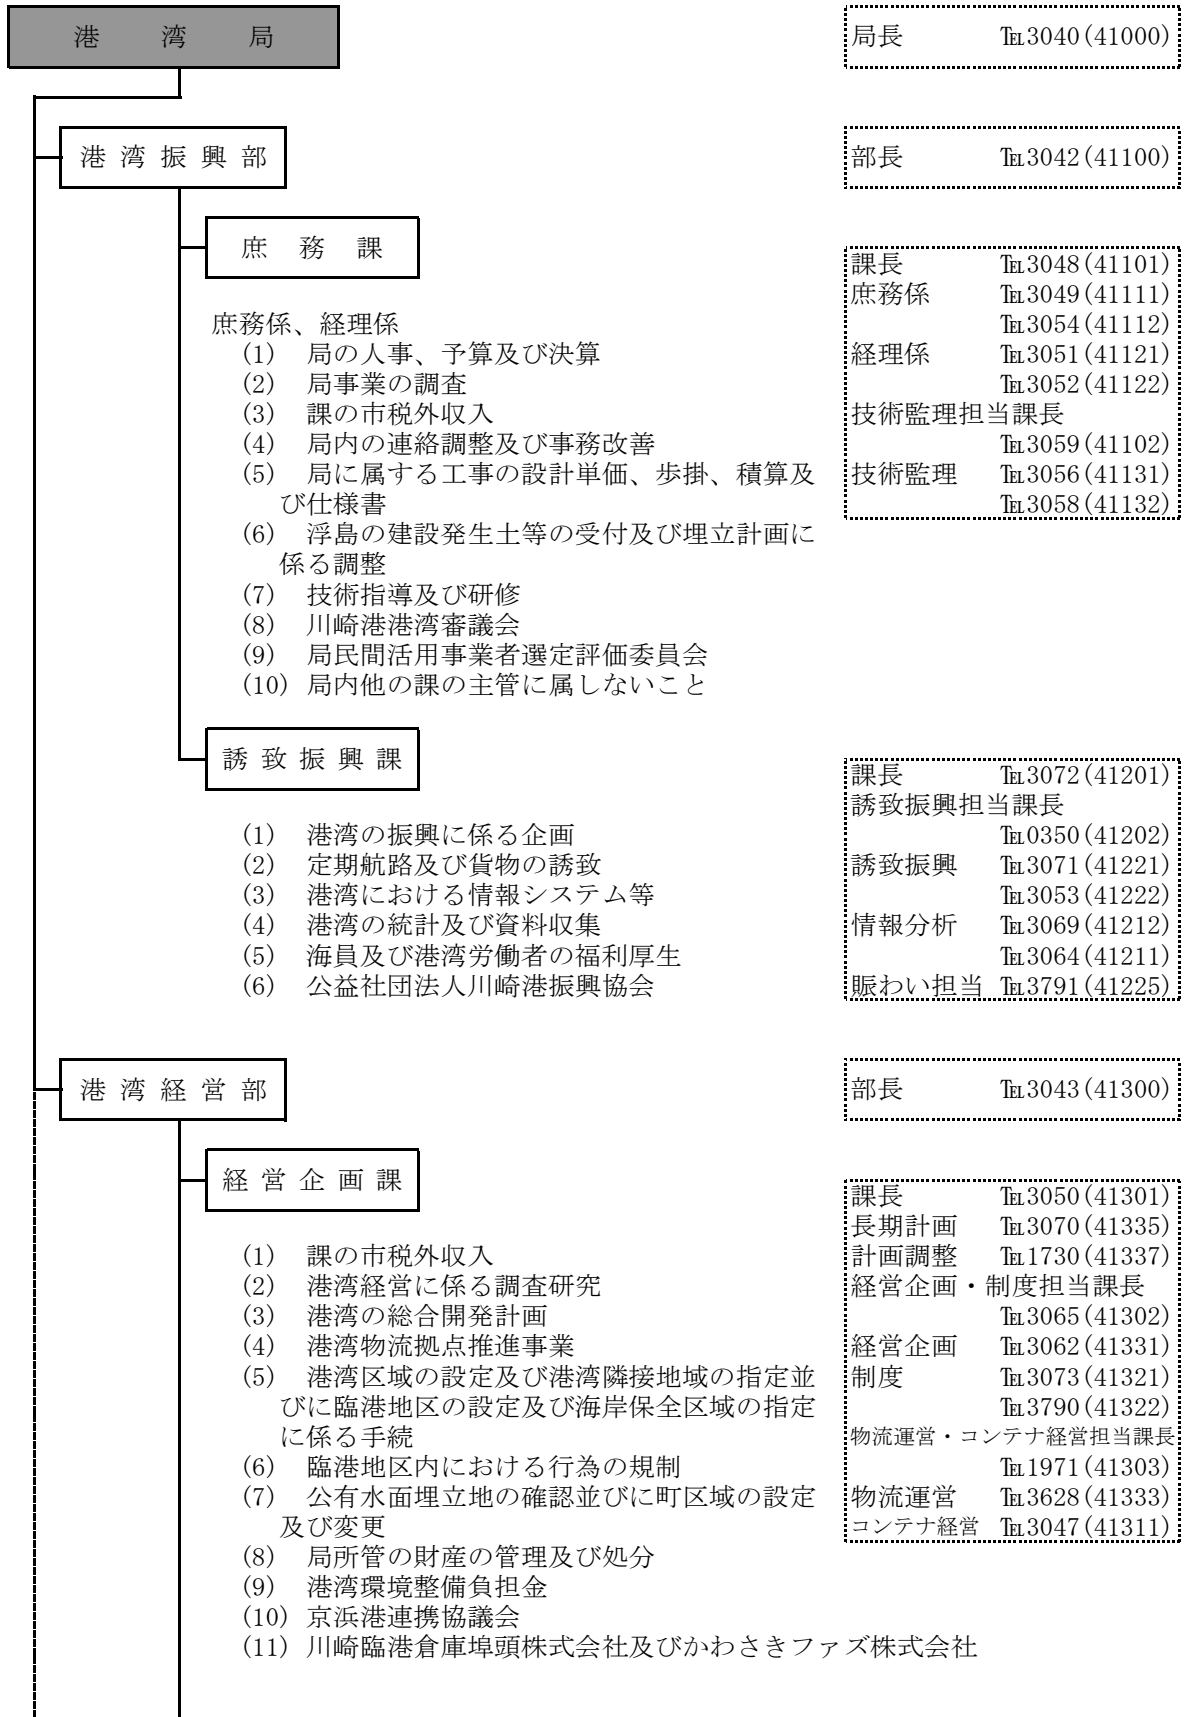 港　湾　局
局長　℡3040(41000)
港湾振興部
部長　℡3042(41100)
庶務課
課長　℡3048(41101)
庶務係　℡3049(41111)
℡3054(41112)
経理係　℡3051(41121)
℡3052(41122)
技術監理担当課長
℡3059(41102)
技術監理　℡3056(41131)
℡3058(41132)
庶務係、経理係
(1)　局の人事、予算及び決算
(2)　局事業の調査
(3)　課の市税外収入
(4)　局内の連絡調整及び事務改善
(5)　局に属する工事の設計単価、歩掛、積算及
び仕様書
(6)　浮島の建設発生土等の受付及び埋立計画に
係る調整
(7)　技術指導及び研修
(8)　川崎港港湾審議会
(9)　局民間活用事業者選定評価委員会
(10) 局内他の課の主管に属しないこと
誘致振興課
課長　℡3072(41201)
誘致振興担当課長
℡0350(41202)
誘致振興　℡3071(41221)
℡3053(41222)
情報分析　℡3069(41212)
℡3064(41211)
賑わい担当 ℡3791(41225)
(1)　港湾の振興に係る企画
(2)　定期航路及び貨物の誘致
(3)　港湾における情報システム等
(4)　港湾の統計及び資料収集
(5)　海員及び港湾労働者の福利厚生
(6)　公益社団法人川崎港振興協会
港湾経営部
部長　℡3043(41300)
経営企画課
課長　℡3050(41301)
長期計画　℡3070(41335)
計画調整　℡1730(41337)
経営企画・制度担当課長
℡3065(41302)
経営企画　℡3062(41331)
制度　℡3073(41321)
℡3790(41322)
物流運営・コンテナ経営担当課長
℡1971(41303)
物流運営　℡3628(41333)
コンテナ経営　℡3047(41311)
(1)　課の市税外収入
(2)　港湾経営に係る調査研究
(3)　港湾の総合開発計画
(4)　港湾物流拠点推進事業
(5)　港湾区域の設定及び港湾隣接地域の指定並
びに臨港地区の設定及び海岸保全区域の指定
に係る手続
(6)　臨港地区内における行為の規制
(7)　公有水面埋立地の確認並びに町区域の設定
及び変更
(8)　局所管の財産の管理及び処分
(9)　港湾環境整備負担金
(10) 京浜港連携協議会
(11) 川崎臨港倉庫埠頭株式会社及びかわさきファズ株式会社